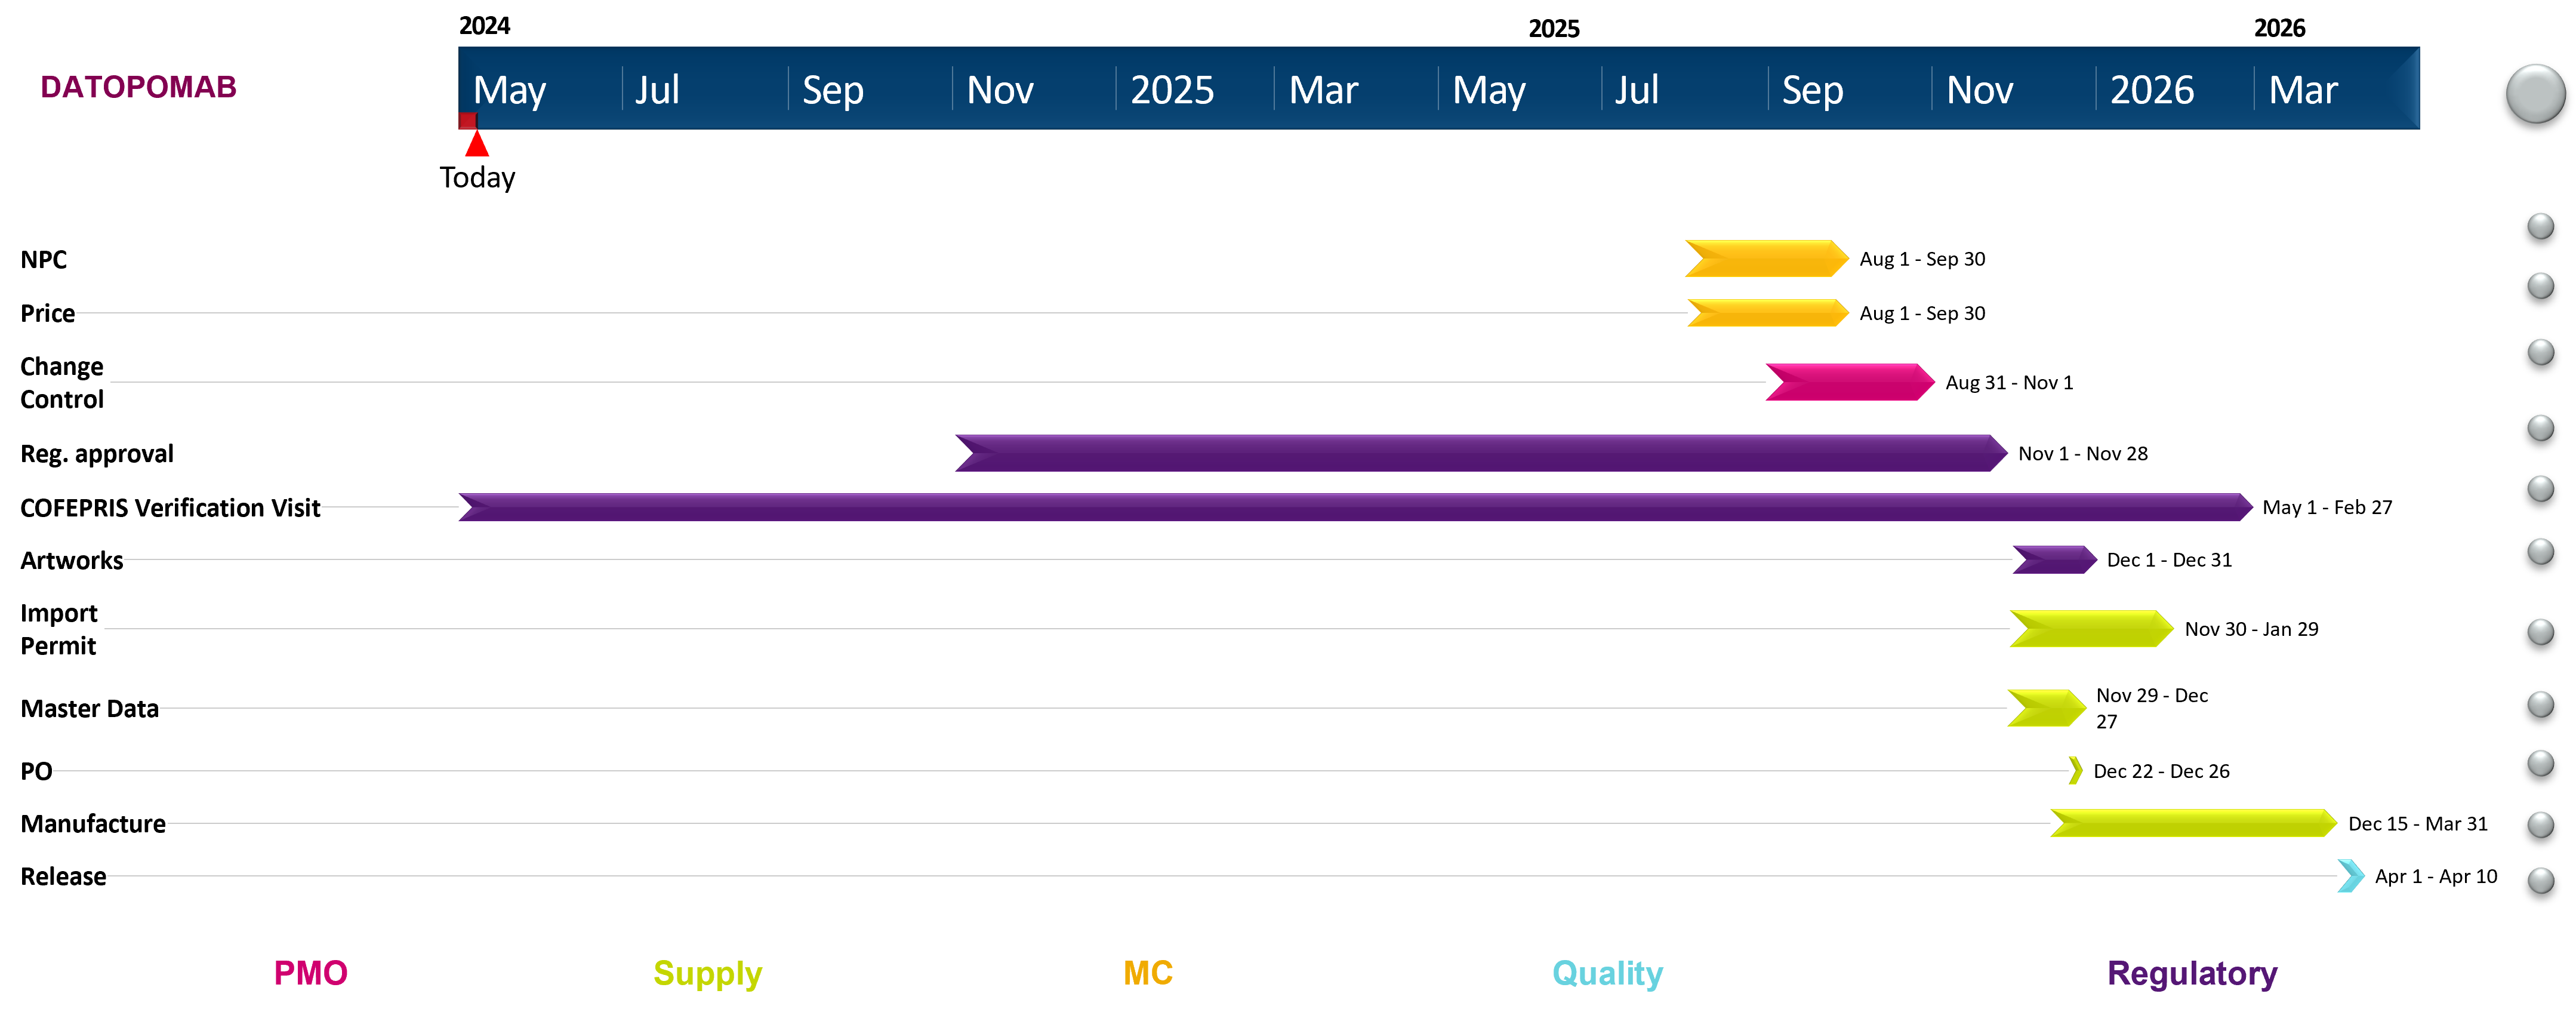 2024
2025
2026
DATOPOMAB
May
Jul
Sep
Nov
2025
Mar
May
Jul
Sep
Nov
2026
Mar
Today
NPC
Aug 1 - Sep 30
Price
Aug 1 - Sep 30
Change
Control
Aug 31 - Nov 1
Reg. approval
Nov 1 - Nov 28
COFEPRIS Verification Visit
May 1 - Feb 27
Artworks
Dec 1 - Dec 31
Import
Permit
Nov 30 - Jan 29
Master Data
Nov 29 - Dec
27
PO
Dec 22 - Dec 26
Manufacture
Dec 15 - Mar 31
Release
Apr 1 - Apr 10
PMO
Supply
MC
Quality
Regulatory